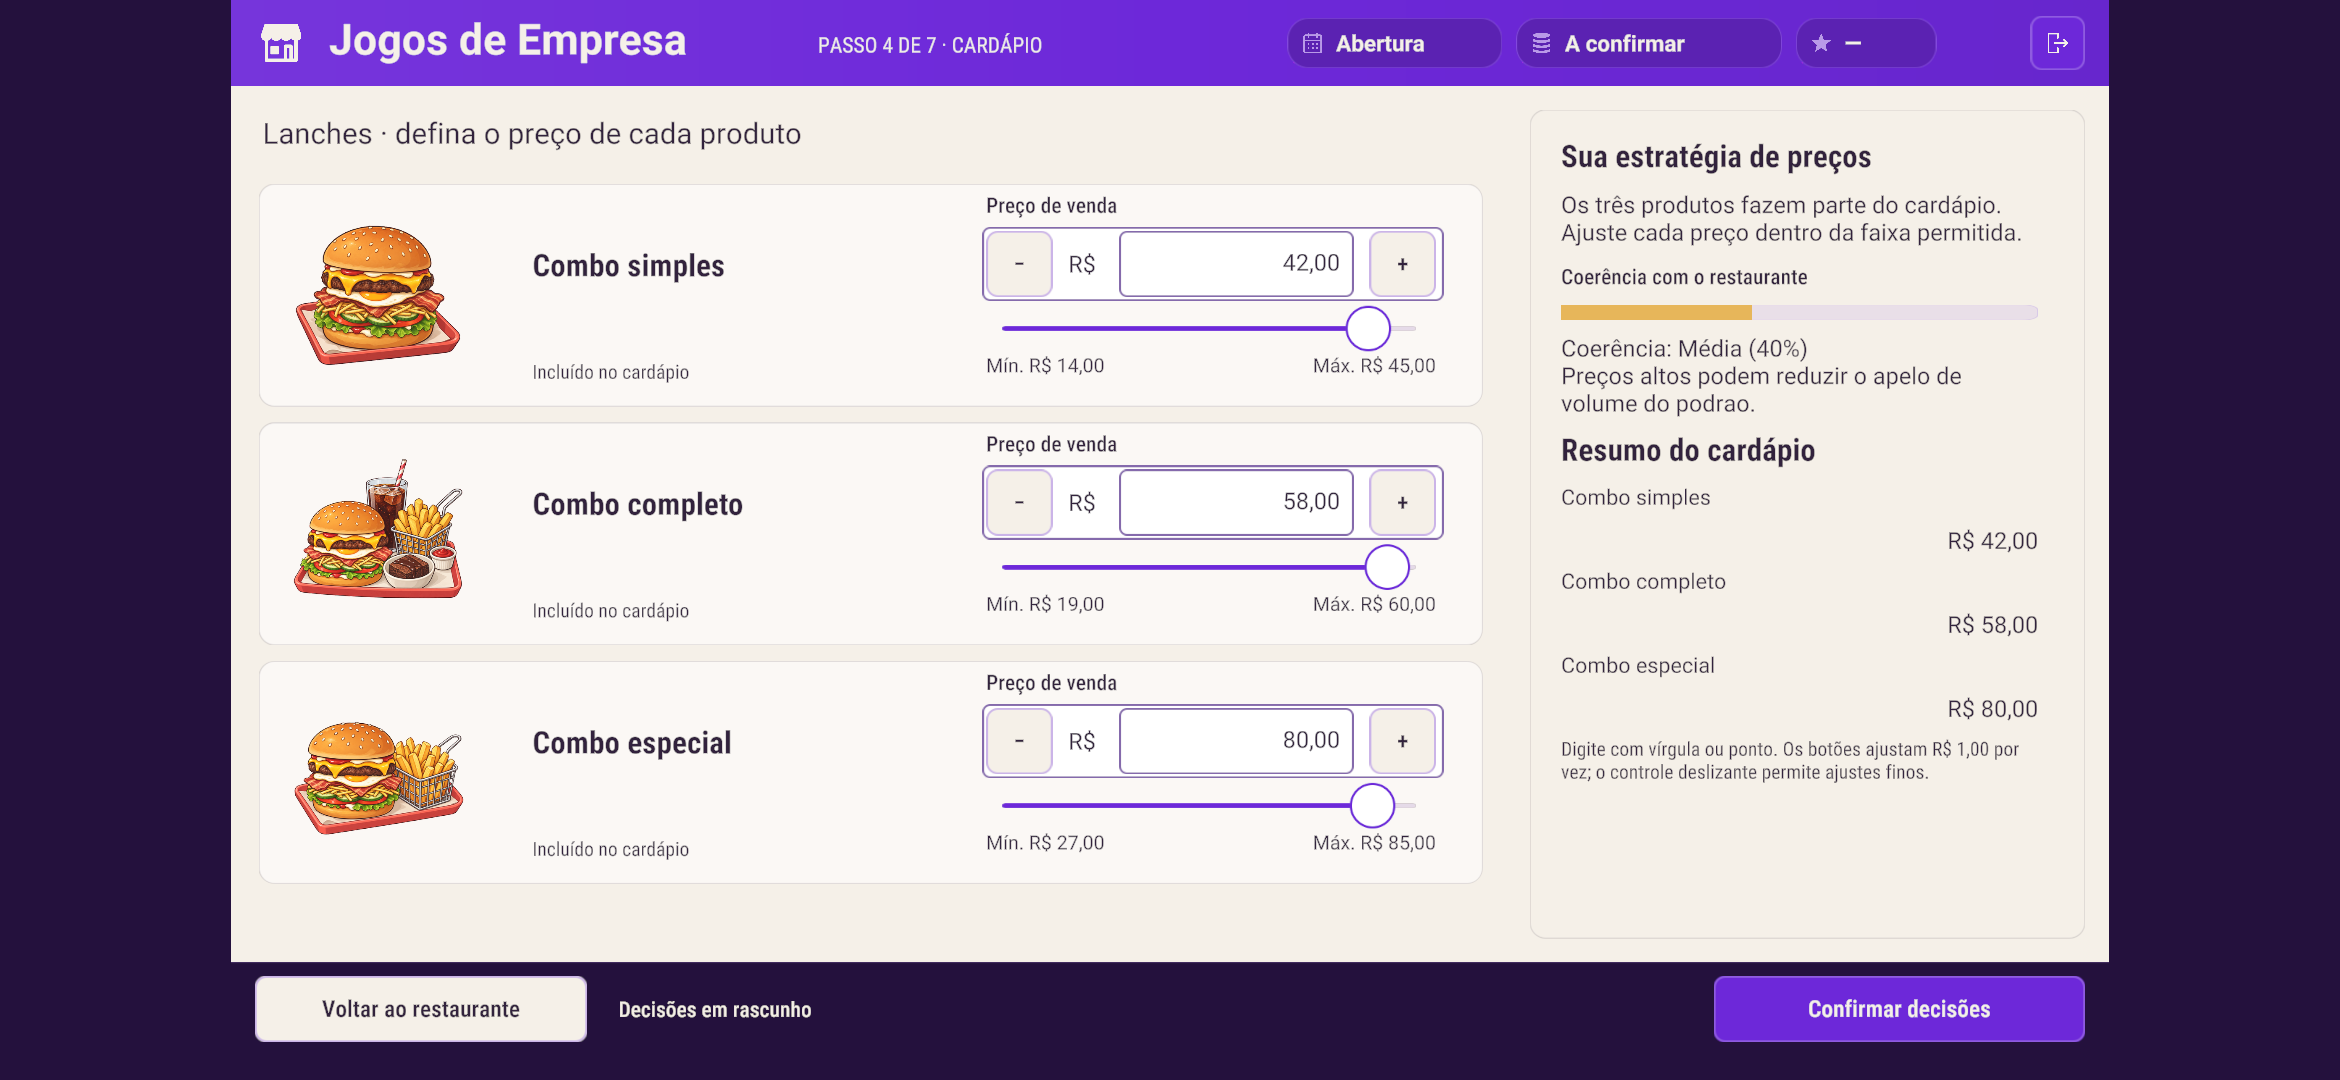 Jogos de Empresa
PASSO 4 DE 7 · CARDÁPIO
Abertura
A confirmar
—
Lanches · defina o preço de cada produto
Combo simples
Incluído no cardápio
Preço de venda
-
R$
42,00
+
Mín. R$ 14,00
Máx. R$ 45,00
Combo completo
Incluído no cardápio
Preço de venda
-
R$
58,00
+
Mín. R$ 19,00
Máx. R$ 60,00
Combo especial
Incluído no cardápio
Preço de venda
-
R$
80,00
+
Mín. R$ 27,00
Máx. R$ 85,00
Sua estratégia de preços
Os três produtos fazem parte do cardápio.
Ajuste cada preço dentro da faixa permitida.
Coerência com o restaurante
Coerência: Média (40%)
Preços altos podem reduzir o apelo de
volume do podrao.
Resumo do cardápio
Combo simples
R$ 42,00
Combo completo
R$ 58,00
Combo especial
R$ 80,00
Digite com vírgula ou ponto. Os botões ajustam R$ 1,00 por
vez; o controle deslizante permite ajustes finos.
Voltar ao restaurante
Decisões em rascunho
Confirmar decisões